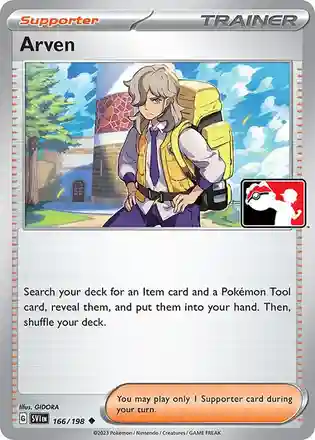 Supporter
TRAINER
Arven
Search your deck for an Item card and a Pokémon Tool
card, reveal them, and put them into your hand. Then,
shuffle your deck.
Illus. GIDORA
G SVI EN 166/198 ◆
You may play only 1 Supporter card during
your turn.
©2023 Pokémon / Nintendo / Creatures / GAME FREAK